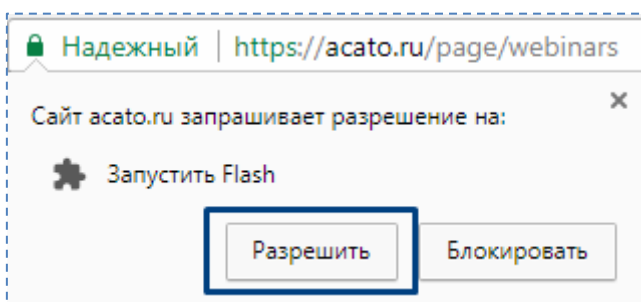 Надежный | https://acato.ru/page/webinars
Сайт acato.ru запрашивает разрешение на:
Запустить Flash
Разрешить Блокировать